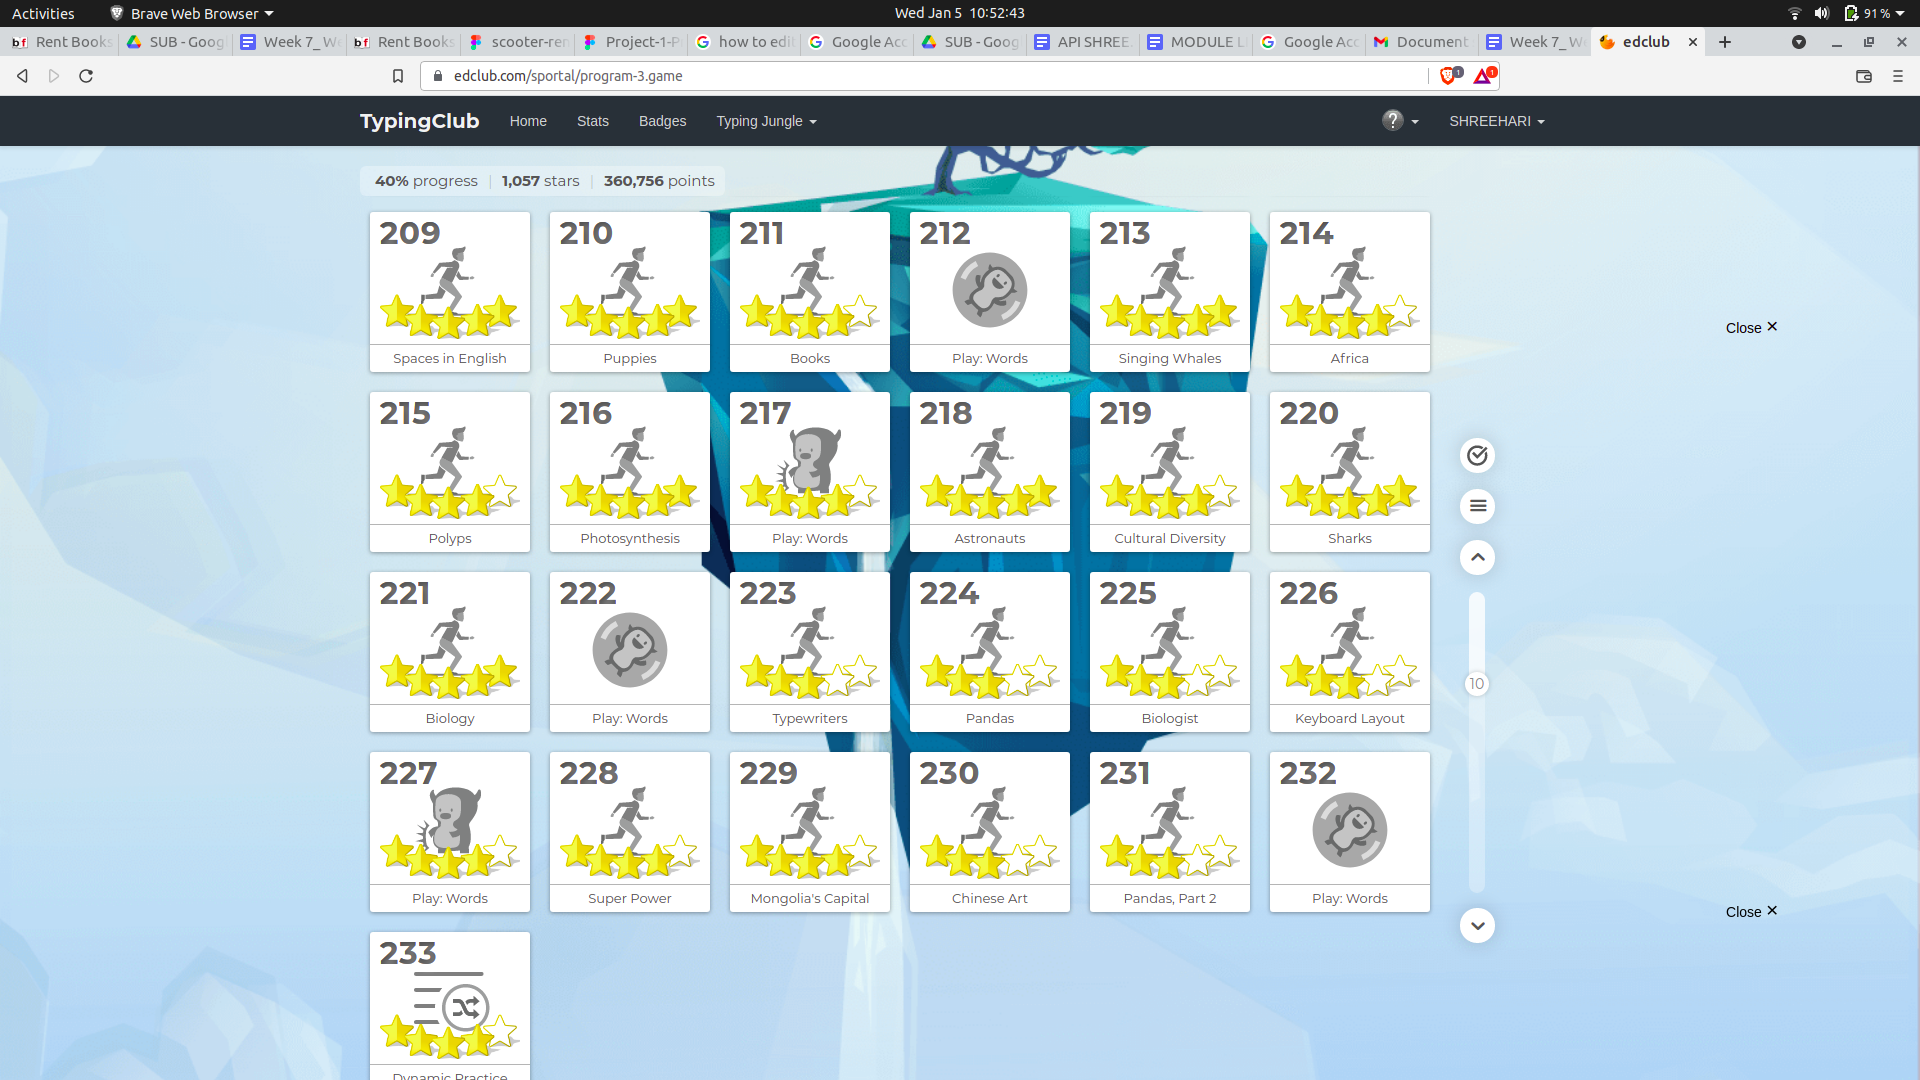 Activities Brave Web Browser Wed Jan 5 10:52:43 91 %
Rent Books SUB - Goog Week 7_ W Rent Books scooter-ren Project-1-P how to edi Google Acc SUB - Goog API SHREE MODULE L Google Acc Document Week 7_ W edclub
edclub.com/sportal/program-3.game 1 1
TypingClub Home Stats Badges Typing Jungle ? SHREEHARI
40% progress | 1,057 stars | 360,756 points
209 210 211 212 213 214
Close ✕
Spaces in English Puppies Books Play: Words Singing Whales Africa
215 216 217 218 219 220
Polyps Photosynthesis Play: Words Astronauts Cultural Diversity Sharks
221 222 223 224 225 226
10
Biology Play: Words Typewriters Pandas Biologist Keyboard Layout
227 228 229 230 231 232
Play: Words Super Power Mongolia's Capital Chinese Art Pandas, Part 2 Play: Words
Close ✕
233
Dynamic Practice